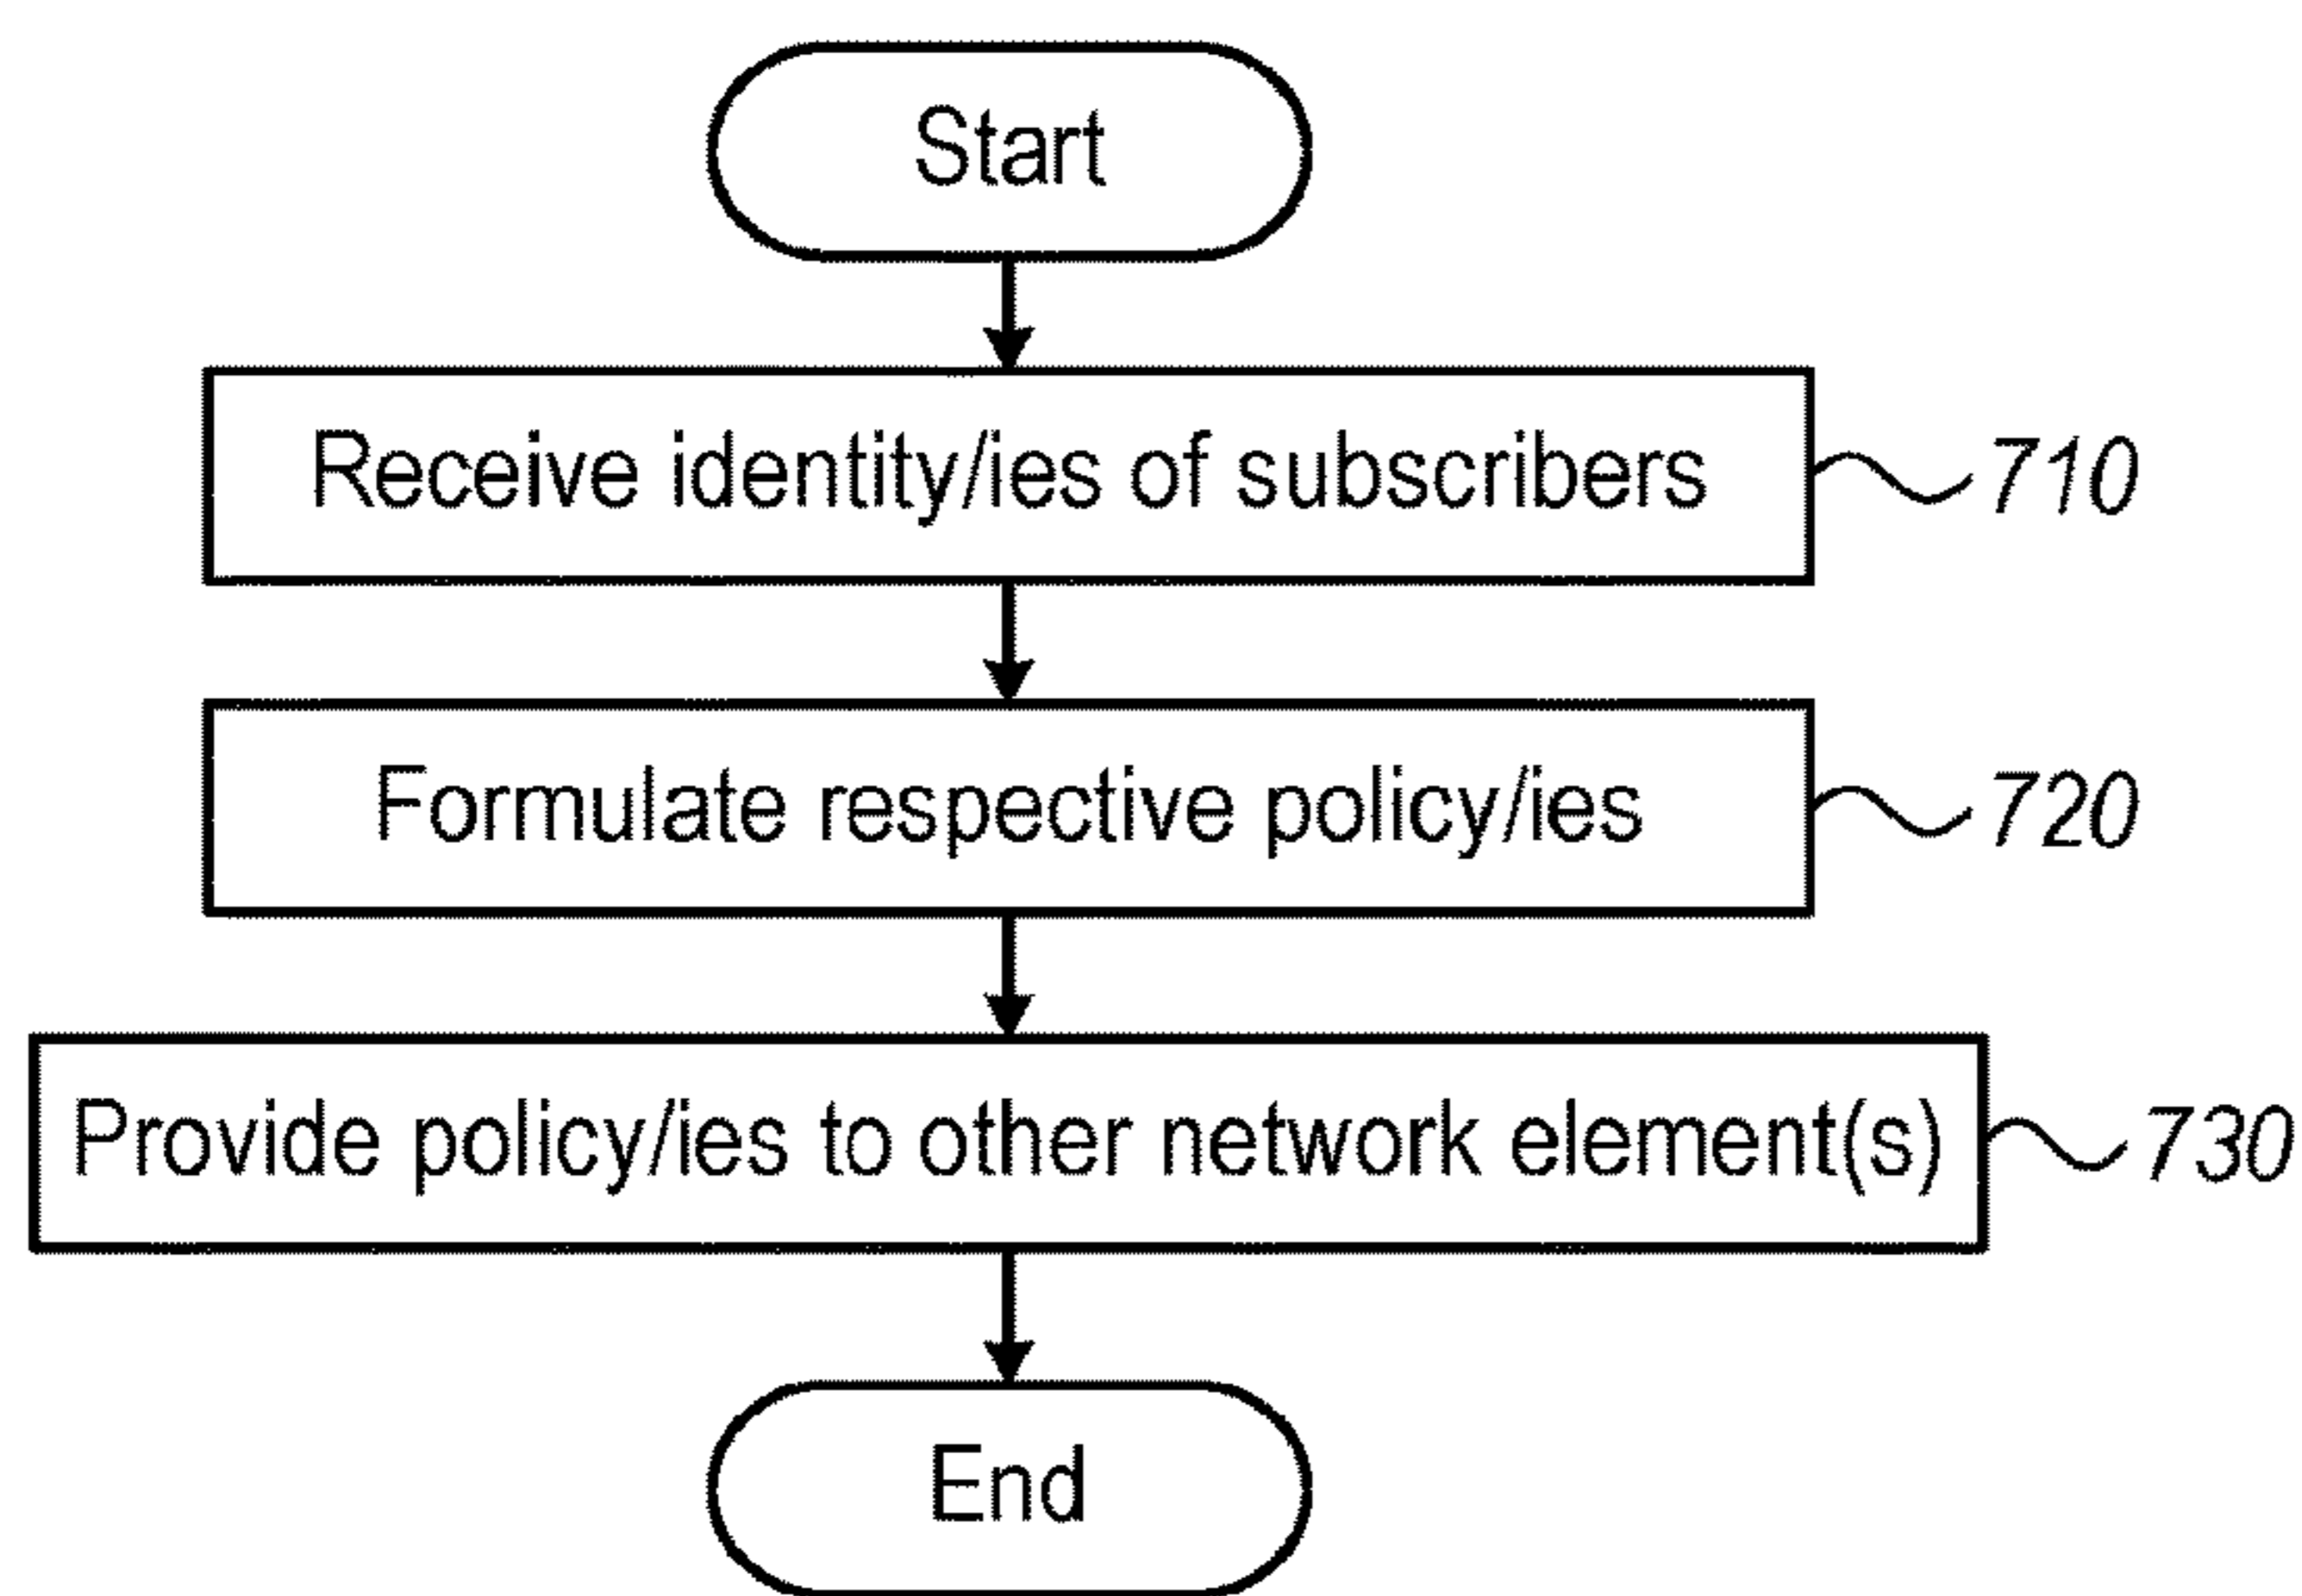 Start
Receive identity/ies of subscribers 710
Formulate respective policy/ies 720
Provide policy/ies to other network element(s) 730
End